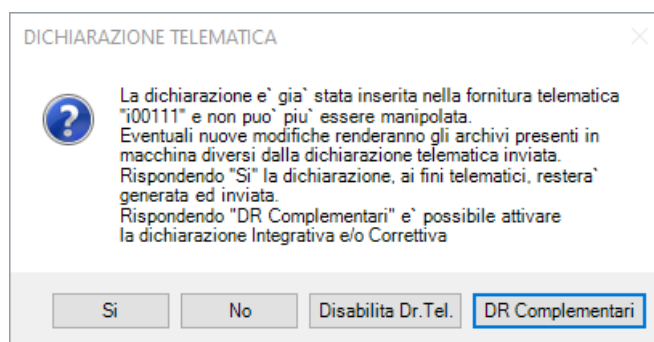 DICHIARAZIONE TELEMATICA
La dichiarazione e` gia` stata inserita nella fornitura telematica
"i00111" e non puo` piu` essere manipolata.
Eventuali nuove modifiche renderanno gli archivi presenti in
macchina diversi dalla dichiarazione telematica inviata.
Rispondendo "Si" la dichiarazione, ai fini telematici, restera`
generata ed inviata.
Rispondendo "DR Complementari" e` possibile attivare
la dichiarazione Integrativa e/o Correttiva
Si
No
Disabilita Dr.Tel.
DR Complementari